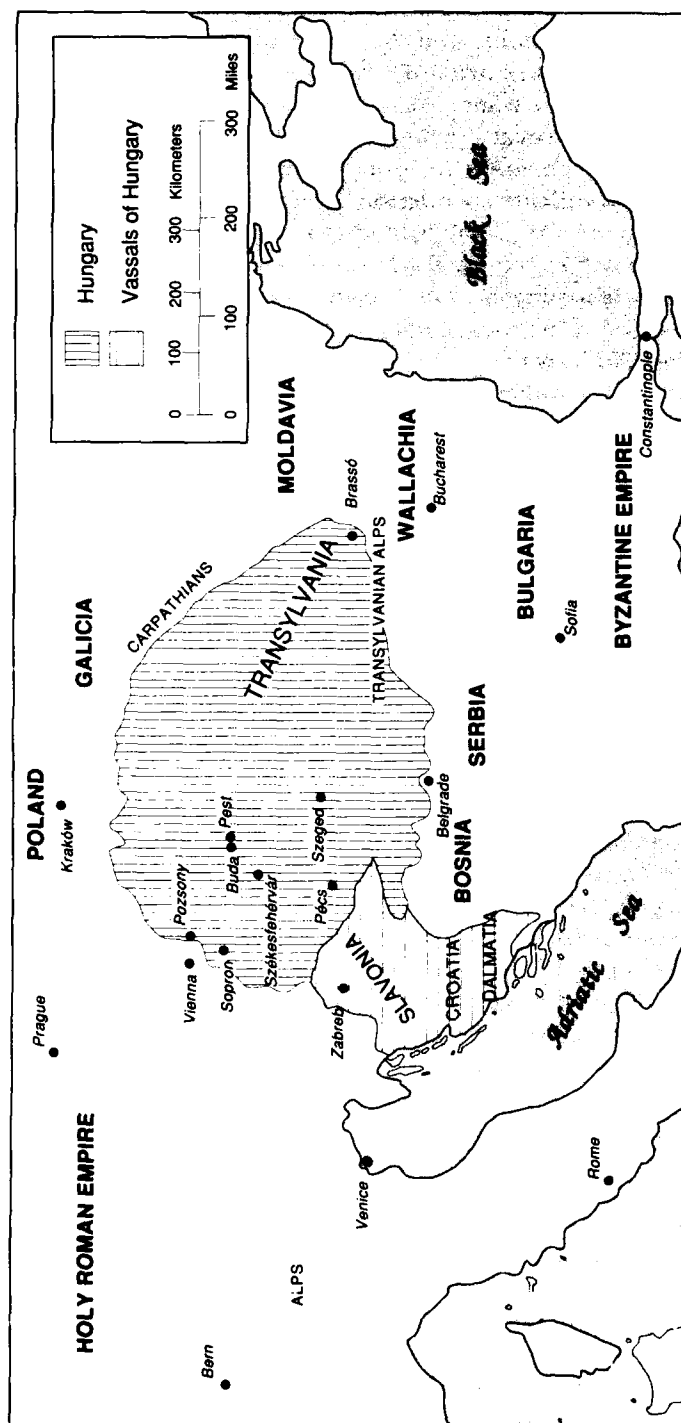 Hungary
Vassals of Hungary
0 100 200 300 Kilometers
0 100 200 300 Miles
Prague
POLAND
Kraków
GALICIA
HOLY ROMAN EMPIRE
CARPATHIANS
MOLDAVIA
Vienna
Pozsony
Sopron
Buda
Pest
Székesfehérvár
TRANSYLVANIA
Bern
ALPS
Szeged
Pécs
Brassó
TRANSYLVANIAN ALPS
Zabreb
SLAVONIA
Venice
CROATIA
DALMATIA
BOSNIA
Belgrade
SERBIA
WALLACHIA
Bucharest
Black Sea
BULGARIA
Sofia
Adriatic Sea
Rome
BYZANTINE EMPIRE
Constantinople